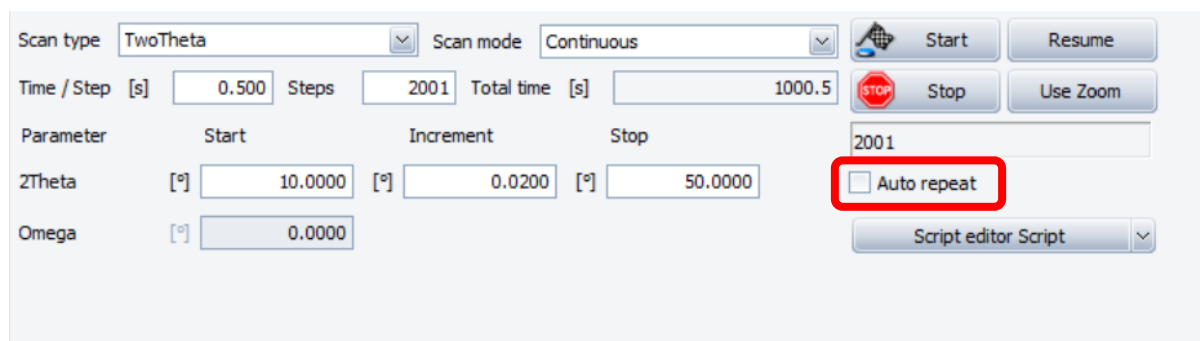 Scan type TwoTheta Scan mode Continuous Start Resume
Time / Step [s] 0.500 Steps 2001 Total time [s] 1000.5 STOP Stop Use Zoom
Parameter Start Increment Stop 2001
2Theta [°] 10.0000 [°] 0.0200 [°] 50.0000 Auto repeat
Omega [°] 0.0000 Script editor Script